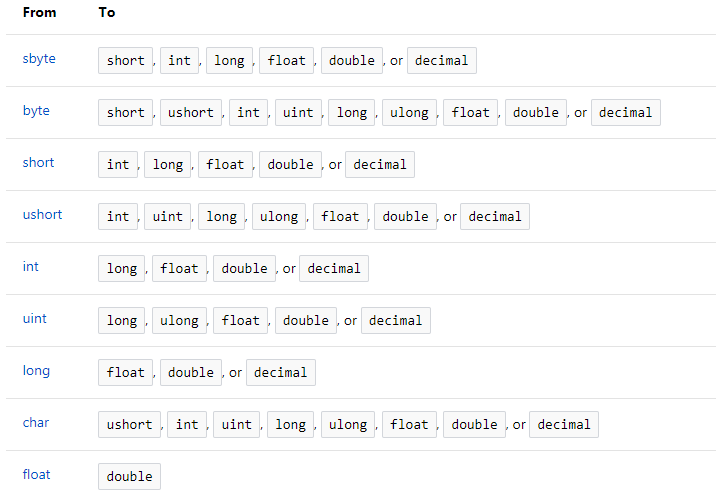 From To
sbyte short, int, long, float, double, or decimal
byte short, ushort, int, uint, long, ulong, float, double, or decimal
short int, long, float, double, or decimal
ushort int, uint, long, ulong, float, double, or decimal
int long, float, double, or decimal
uint long, ulong, float, double, or decimal
long float, double, or decimal
char ushort, int, uint, long, ulong, float, double, or decimal
float double